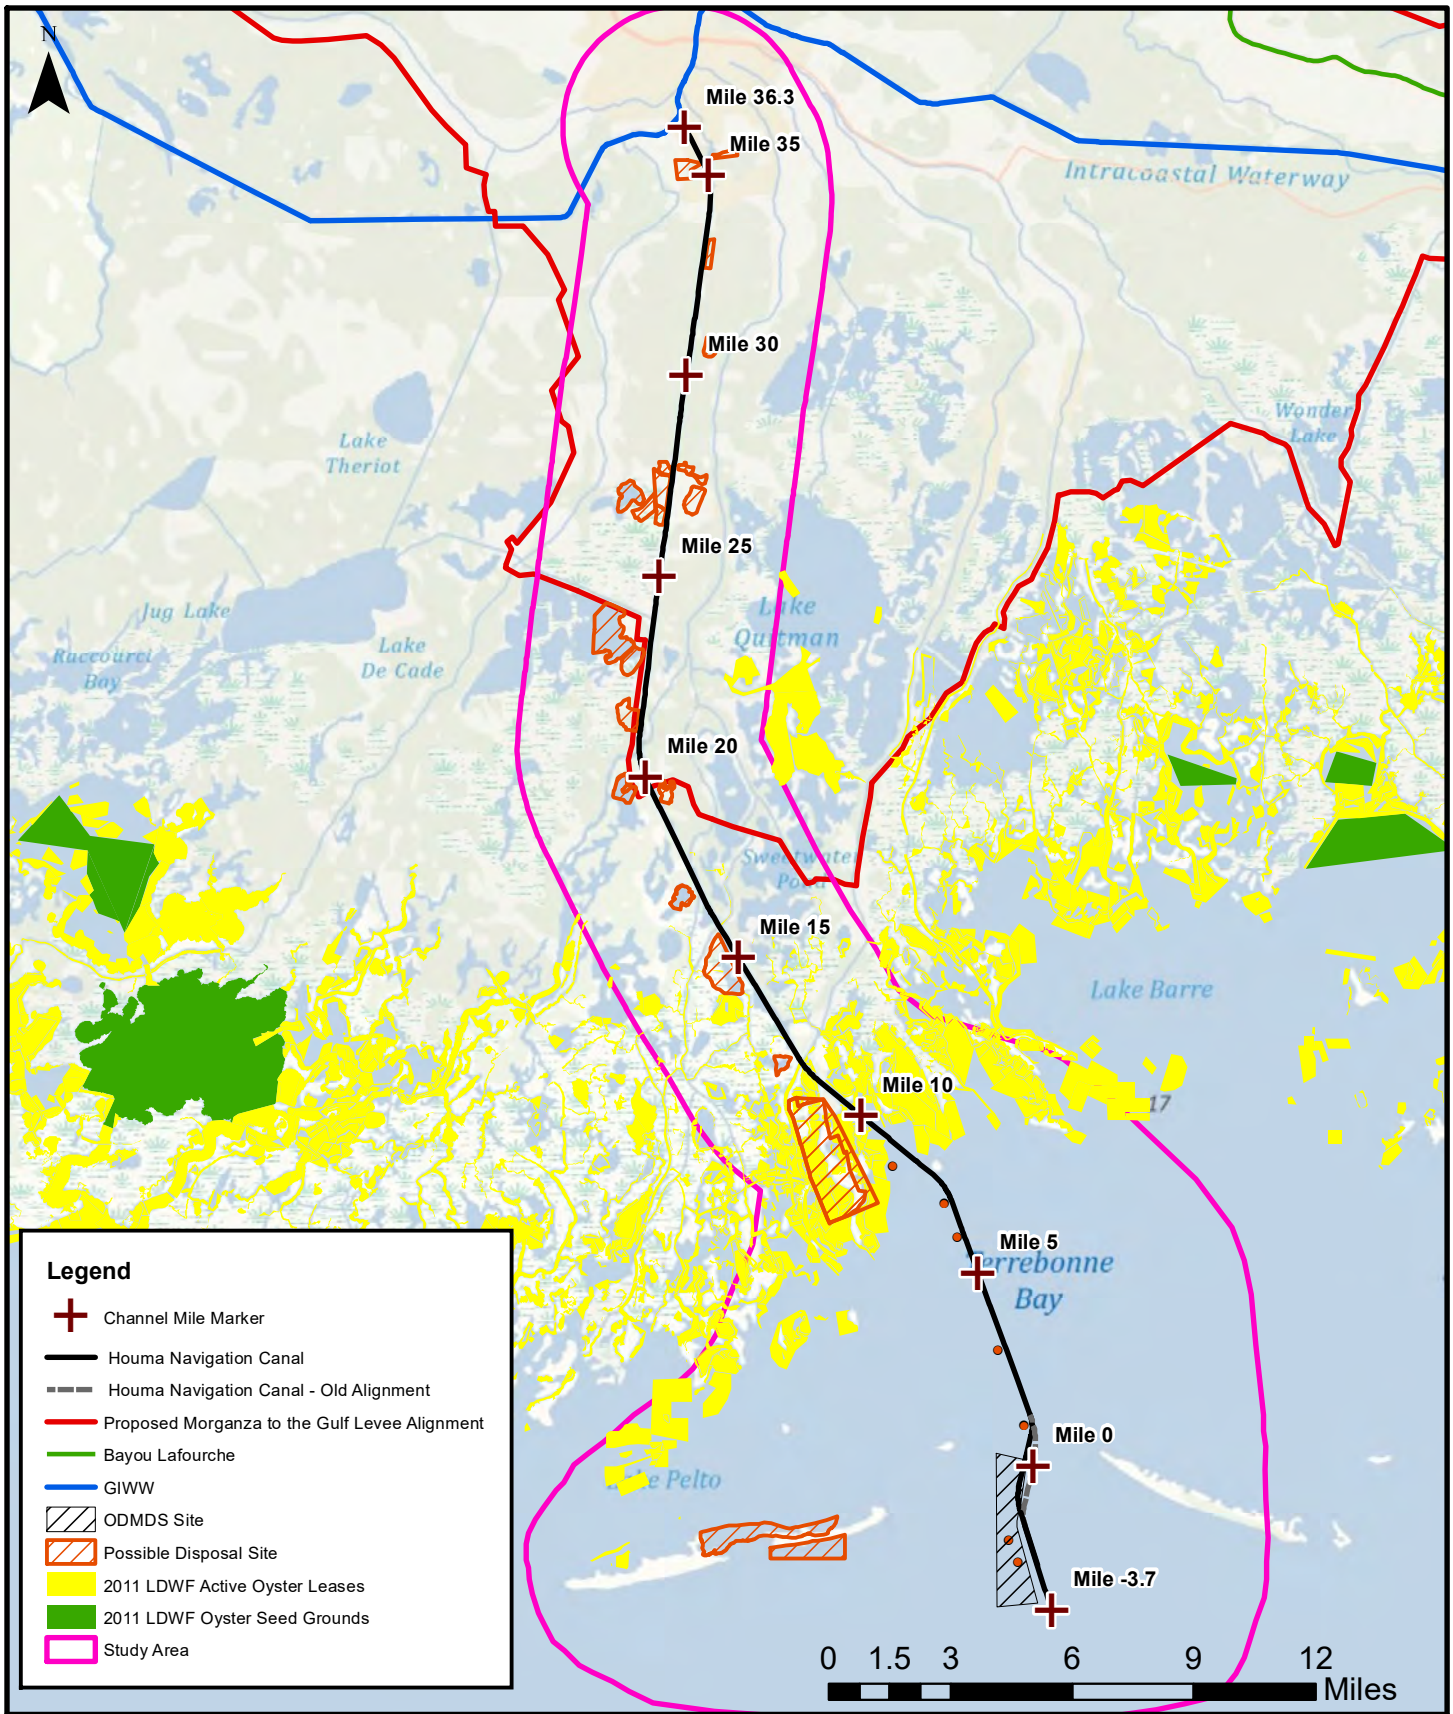 N
Mile 36.3
Mile 35
Intracoastal Waterway
Mile 30
Wonder
Lake
Lake
Theriot
Mile 25
Jug Lake
Lake
Quitman
Raccourci
Bay
Lake
De Cade
Mile 20
Sweetwater
Pond
Mile 15
Lake Barre
Mile 10
17
Mile 5
Terrebonne
Bay
Mile 0
Lake Pelto
Mile -3.7
Legend
Channel Mile Marker
Houma Navigation Canal
Houma Navigation Canal - Old Alignment
Proposed Morganza to the Gulf Levee Alignment
Bayou Lafourche
GIWW
ODMDS Site
Possible Disposal Site
2011 LDWF Active Oyster Leases
2011 LDWF Oyster Seed Grounds
Study Area
0 1.5 3 6 9 12
Miles